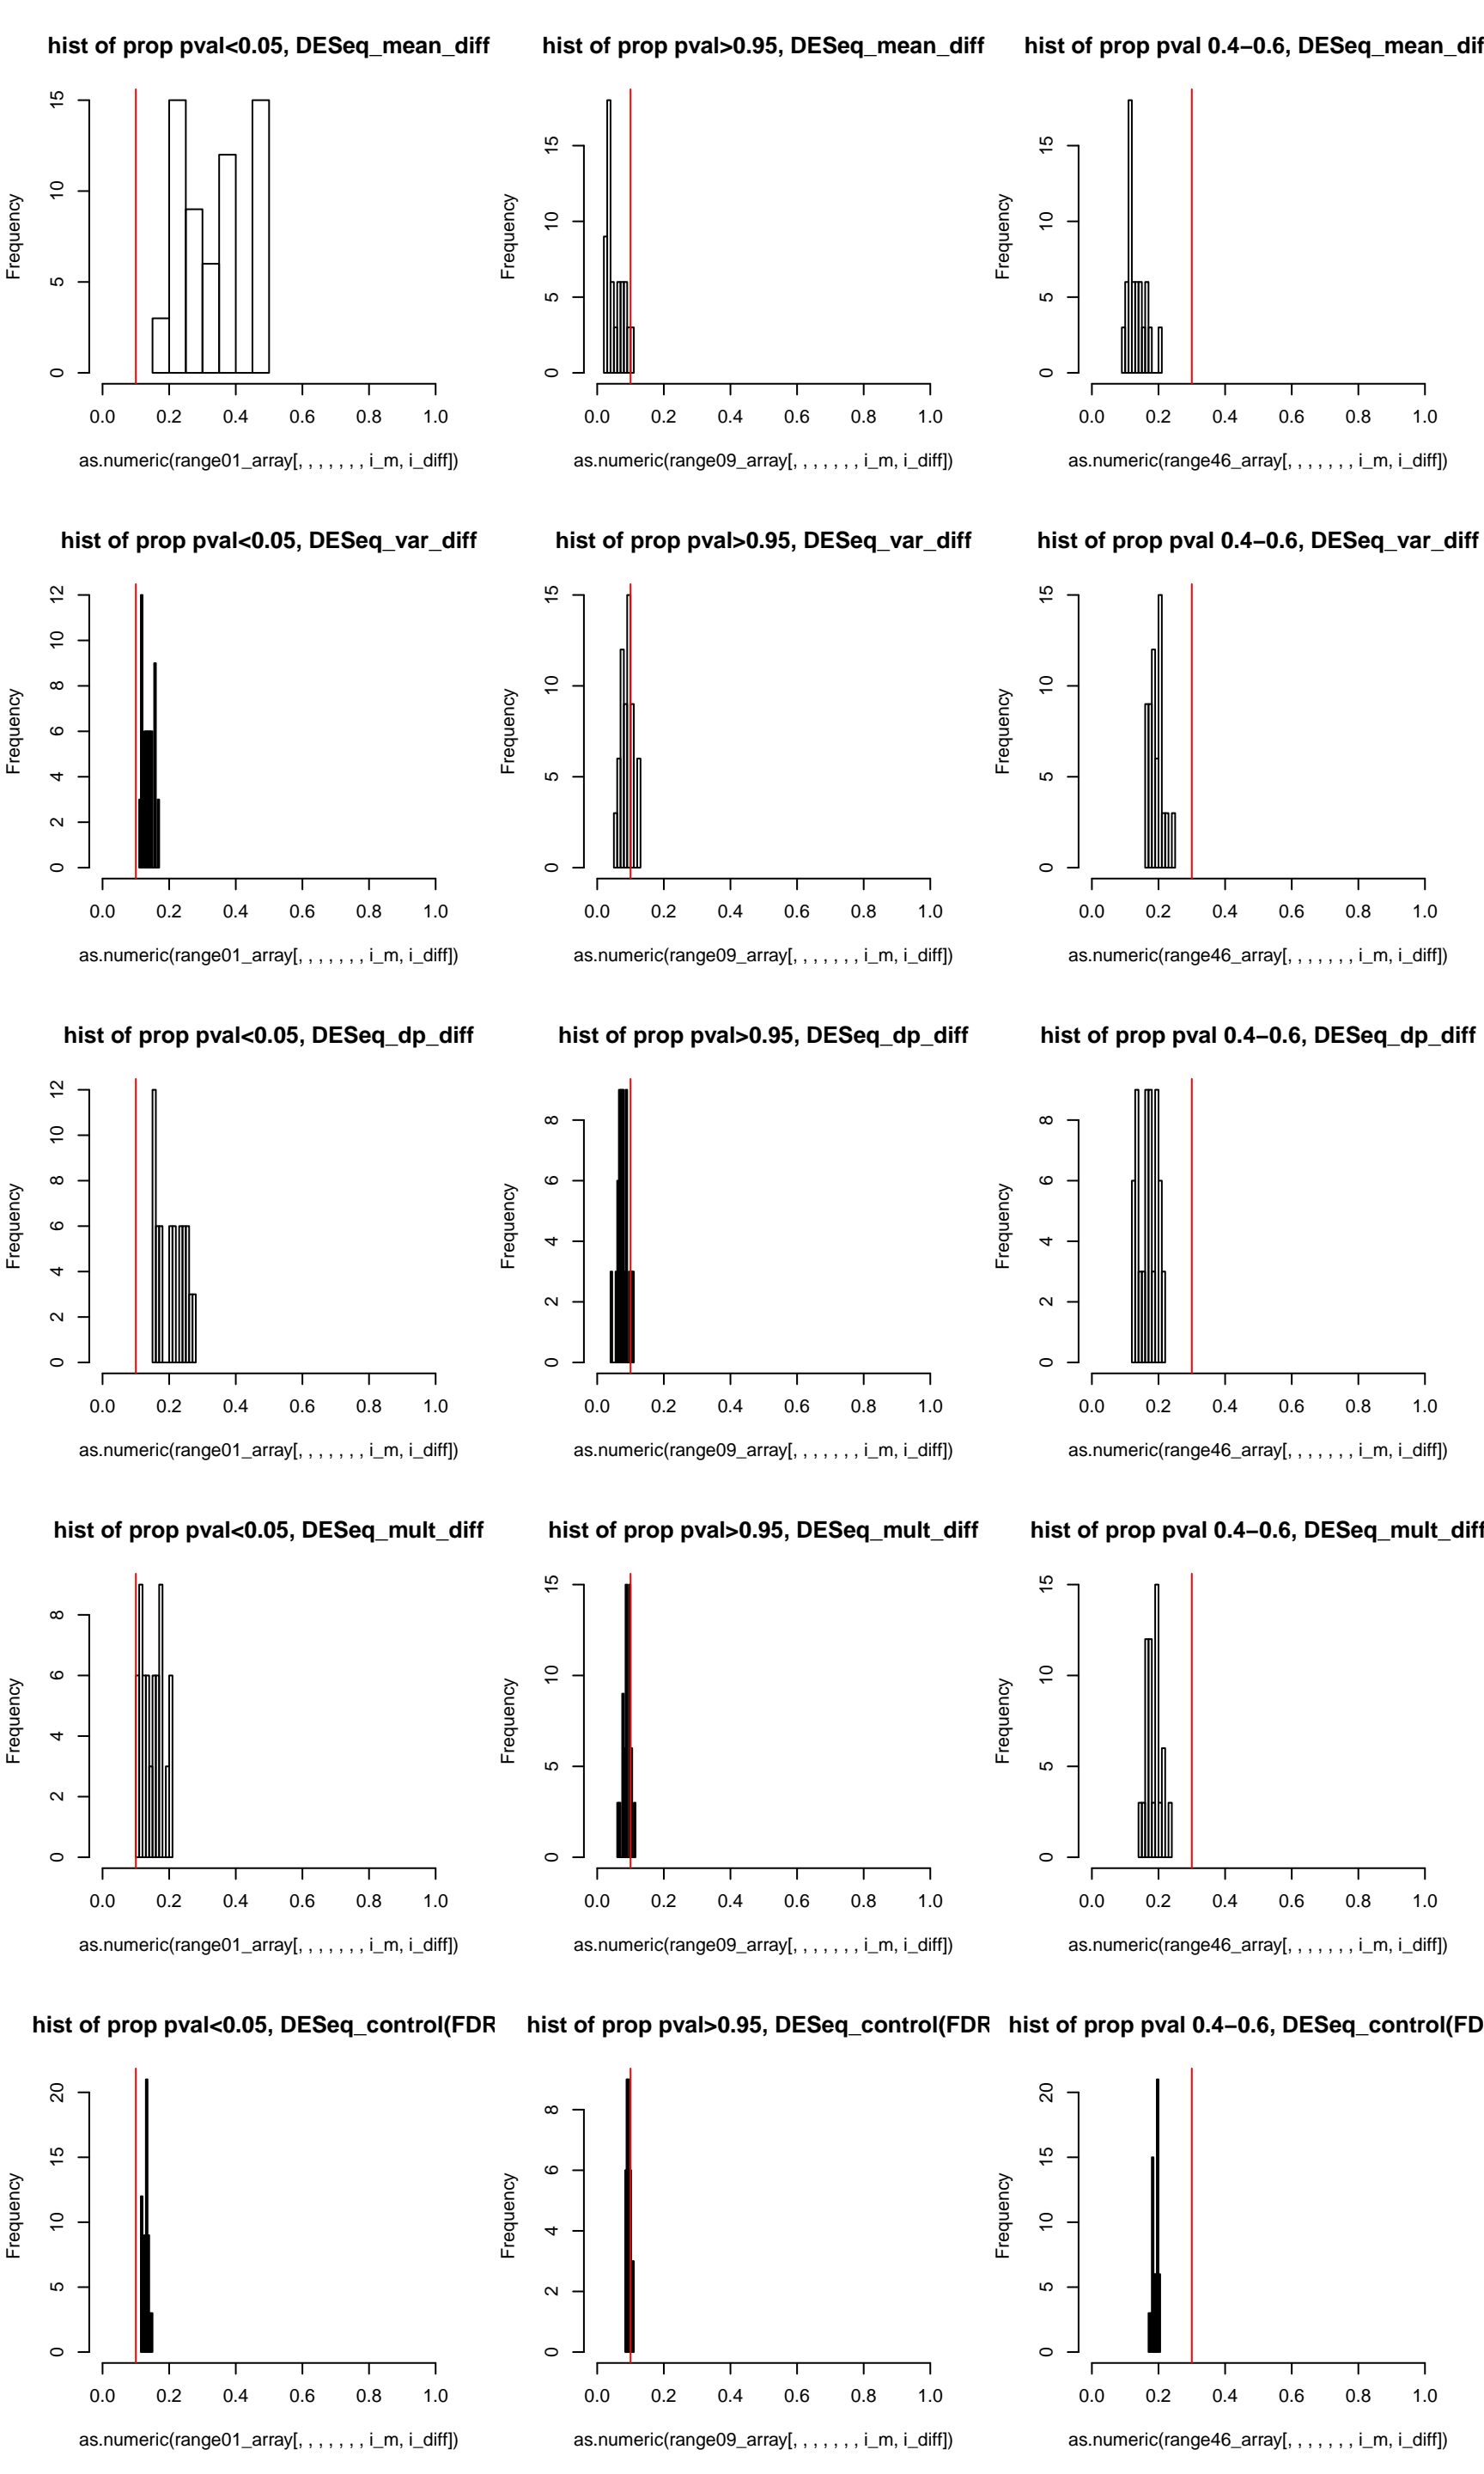 hist of prop pval<0.05, DESeq_mean_diff
Frequency
0 5 10 15
0.0 0.2 0.4 0.6 0.8 1.0
as.numeric(range01_array[, , , , , , , i_m, i_diff])
hist of prop pval>0.95, DESeq_mean_diff
Frequency
0 5 10 15
0.0 0.2 0.4 0.6 0.8 1.0
as.numeric(range09_array[, , , , , , , i_m, i_diff])
hist of prop pval 0.4−0.6, DESeq_mean_dif
Frequency
0 5 10 15
0.0 0.2 0.4 0.6 0.8 1.0
as.numeric(range46_array[, , , , , , , i_m, i_diff])
hist of prop pval<0.05, DESeq_var_diff
Frequency
0 2 4 6 8 10 12
0.0 0.2 0.4 0.6 0.8 1.0
as.numeric(range01_array[, , , , , , , i_m, i_diff])
hist of prop pval>0.95, DESeq_var_diff
Frequency
0 5 10 15
0.0 0.2 0.4 0.6 0.8 1.0
as.numeric(range09_array[, , , , , , , i_m, i_diff])
hist of prop pval 0.4−0.6, DESeq_var_diff
Frequency
0 5 10 15
0.0 0.2 0.4 0.6 0.8 1.0
as.numeric(range46_array[, , , , , , , i_m, i_diff])
hist of prop pval<0.05, DESeq_dp_diff
Frequency
0 2 4 6 8 10 12
0.0 0.2 0.4 0.6 0.8 1.0
as.numeric(range01_array[, , , , , , , i_m, i_diff])
hist of prop pval>0.95, DESeq_dp_diff
Frequency
0 2 4 6 8
0.0 0.2 0.4 0.6 0.8 1.0
as.numeric(range09_array[, , , , , , , i_m, i_diff])
hist of prop pval 0.4−0.6, DESeq_dp_diff
Frequency
0 2 4 6 8
0.0 0.2 0.4 0.6 0.8 1.0
as.numeric(range46_array[, , , , , , , i_m, i_diff])
hist of prop pval<0.05, DESeq_mult_diff
Frequency
0 2 4 6 8
0.0 0.2 0.4 0.6 0.8 1.0
as.numeric(range01_array[, , , , , , , i_m, i_diff])
hist of prop pval>0.95, DESeq_mult_diff
Frequency
0 5 10 15
0.0 0.2 0.4 0.6 0.8 1.0
as.numeric(range09_array[, , , , , , , i_m, i_diff])
hist of prop pval 0.4−0.6, DESeq_mult_diff
Frequency
0 5 10 15
0.0 0.2 0.4 0.6 0.8 1.0
as.numeric(range46_array[, , , , , , , i_m, i_diff])
hist of prop pval<0.05, DESeq_control(FDR
Frequency
0 5 10 15 20
0.0 0.2 0.4 0.6 0.8 1.0
as.numeric(range01_array[, , , , , , , i_m, i_diff])
hist of prop pval>0.95, DESeq_control(FDR
Frequency
0 2 4 6 8
0.0 0.2 0.4 0.6 0.8 1.0
as.numeric(range09_array[, , , , , , , i_m, i_diff])
hist of prop pval 0.4−0.6, DESeq_control(FD
Frequency
0 5 10 15 20
0.0 0.2 0.4 0.6 0.8 1.0
as.numeric(range46_array[, , , , , , , i_m, i_diff])